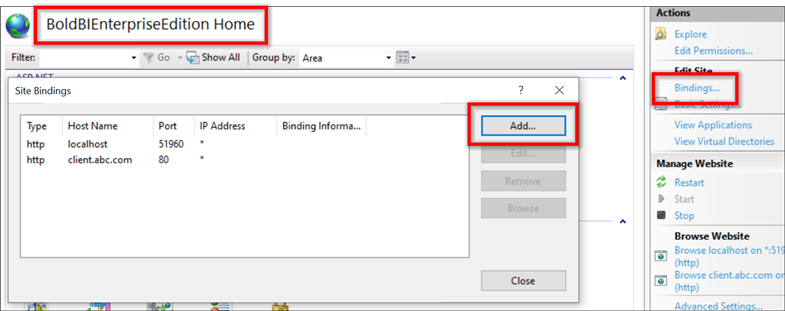 BoldBIEnterpriseEdition Home
Filter: Go Show All Group by: Area
ASP.NET
Site Bindings ? ×
Type Host Name Port IP Address Binding Informa...
http localhost 51960 *
http client.abc.com 80 *
Add...
Edit...
Remove
Browse
Close
Actions
Explore
Edit Permissions...
Edit Site
Bindings...
Basic Settings...
View Applications
View Virtual Directories
Manage Website
Restart
Start
Stop
Browse Website
Browse localhost on *:519
(http)
Browse client.abc.com on
(http)
Advanced Settings...